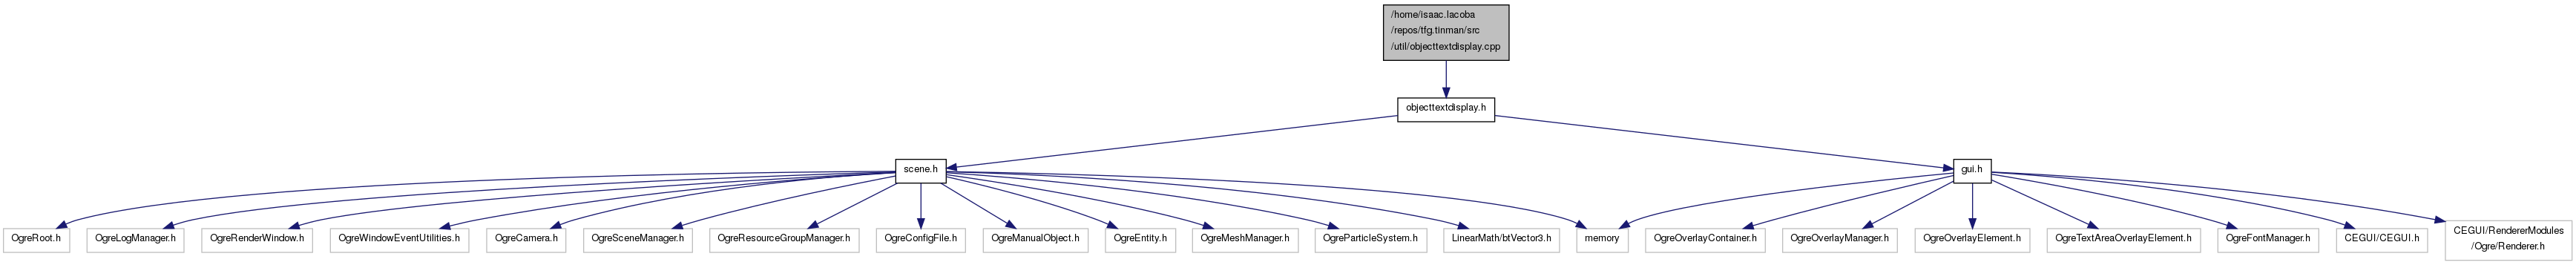 /home/isaac.lacoba
/repos/tfg.tinman/src
/util/objecttextdisplay.cpp
objecttextdisplay.h
scene.h
gui.h
OgreRoot.h
OgreLogManager.h
OgreRenderWindow.h
OgreWindowEventUtilities.h
OgreCamera.h
OgreSceneManager.h
OgreResourceGroupManager.h
OgreConfigFile.h
OgreManualObject.h
OgreEntity.h
OgreMeshManager.h
OgreParticleSystem.h
LinearMath/btVector3.h
memory
OgreOverlayContainer.h
OgreOverlayManager.h
OgreOverlayElement.h
OgreTextAreaOverlayElement.h
OgreFontManager.h
CEGUI/CEGUI.h
CEGUI/RendererModules
/Ogre/Renderer.h